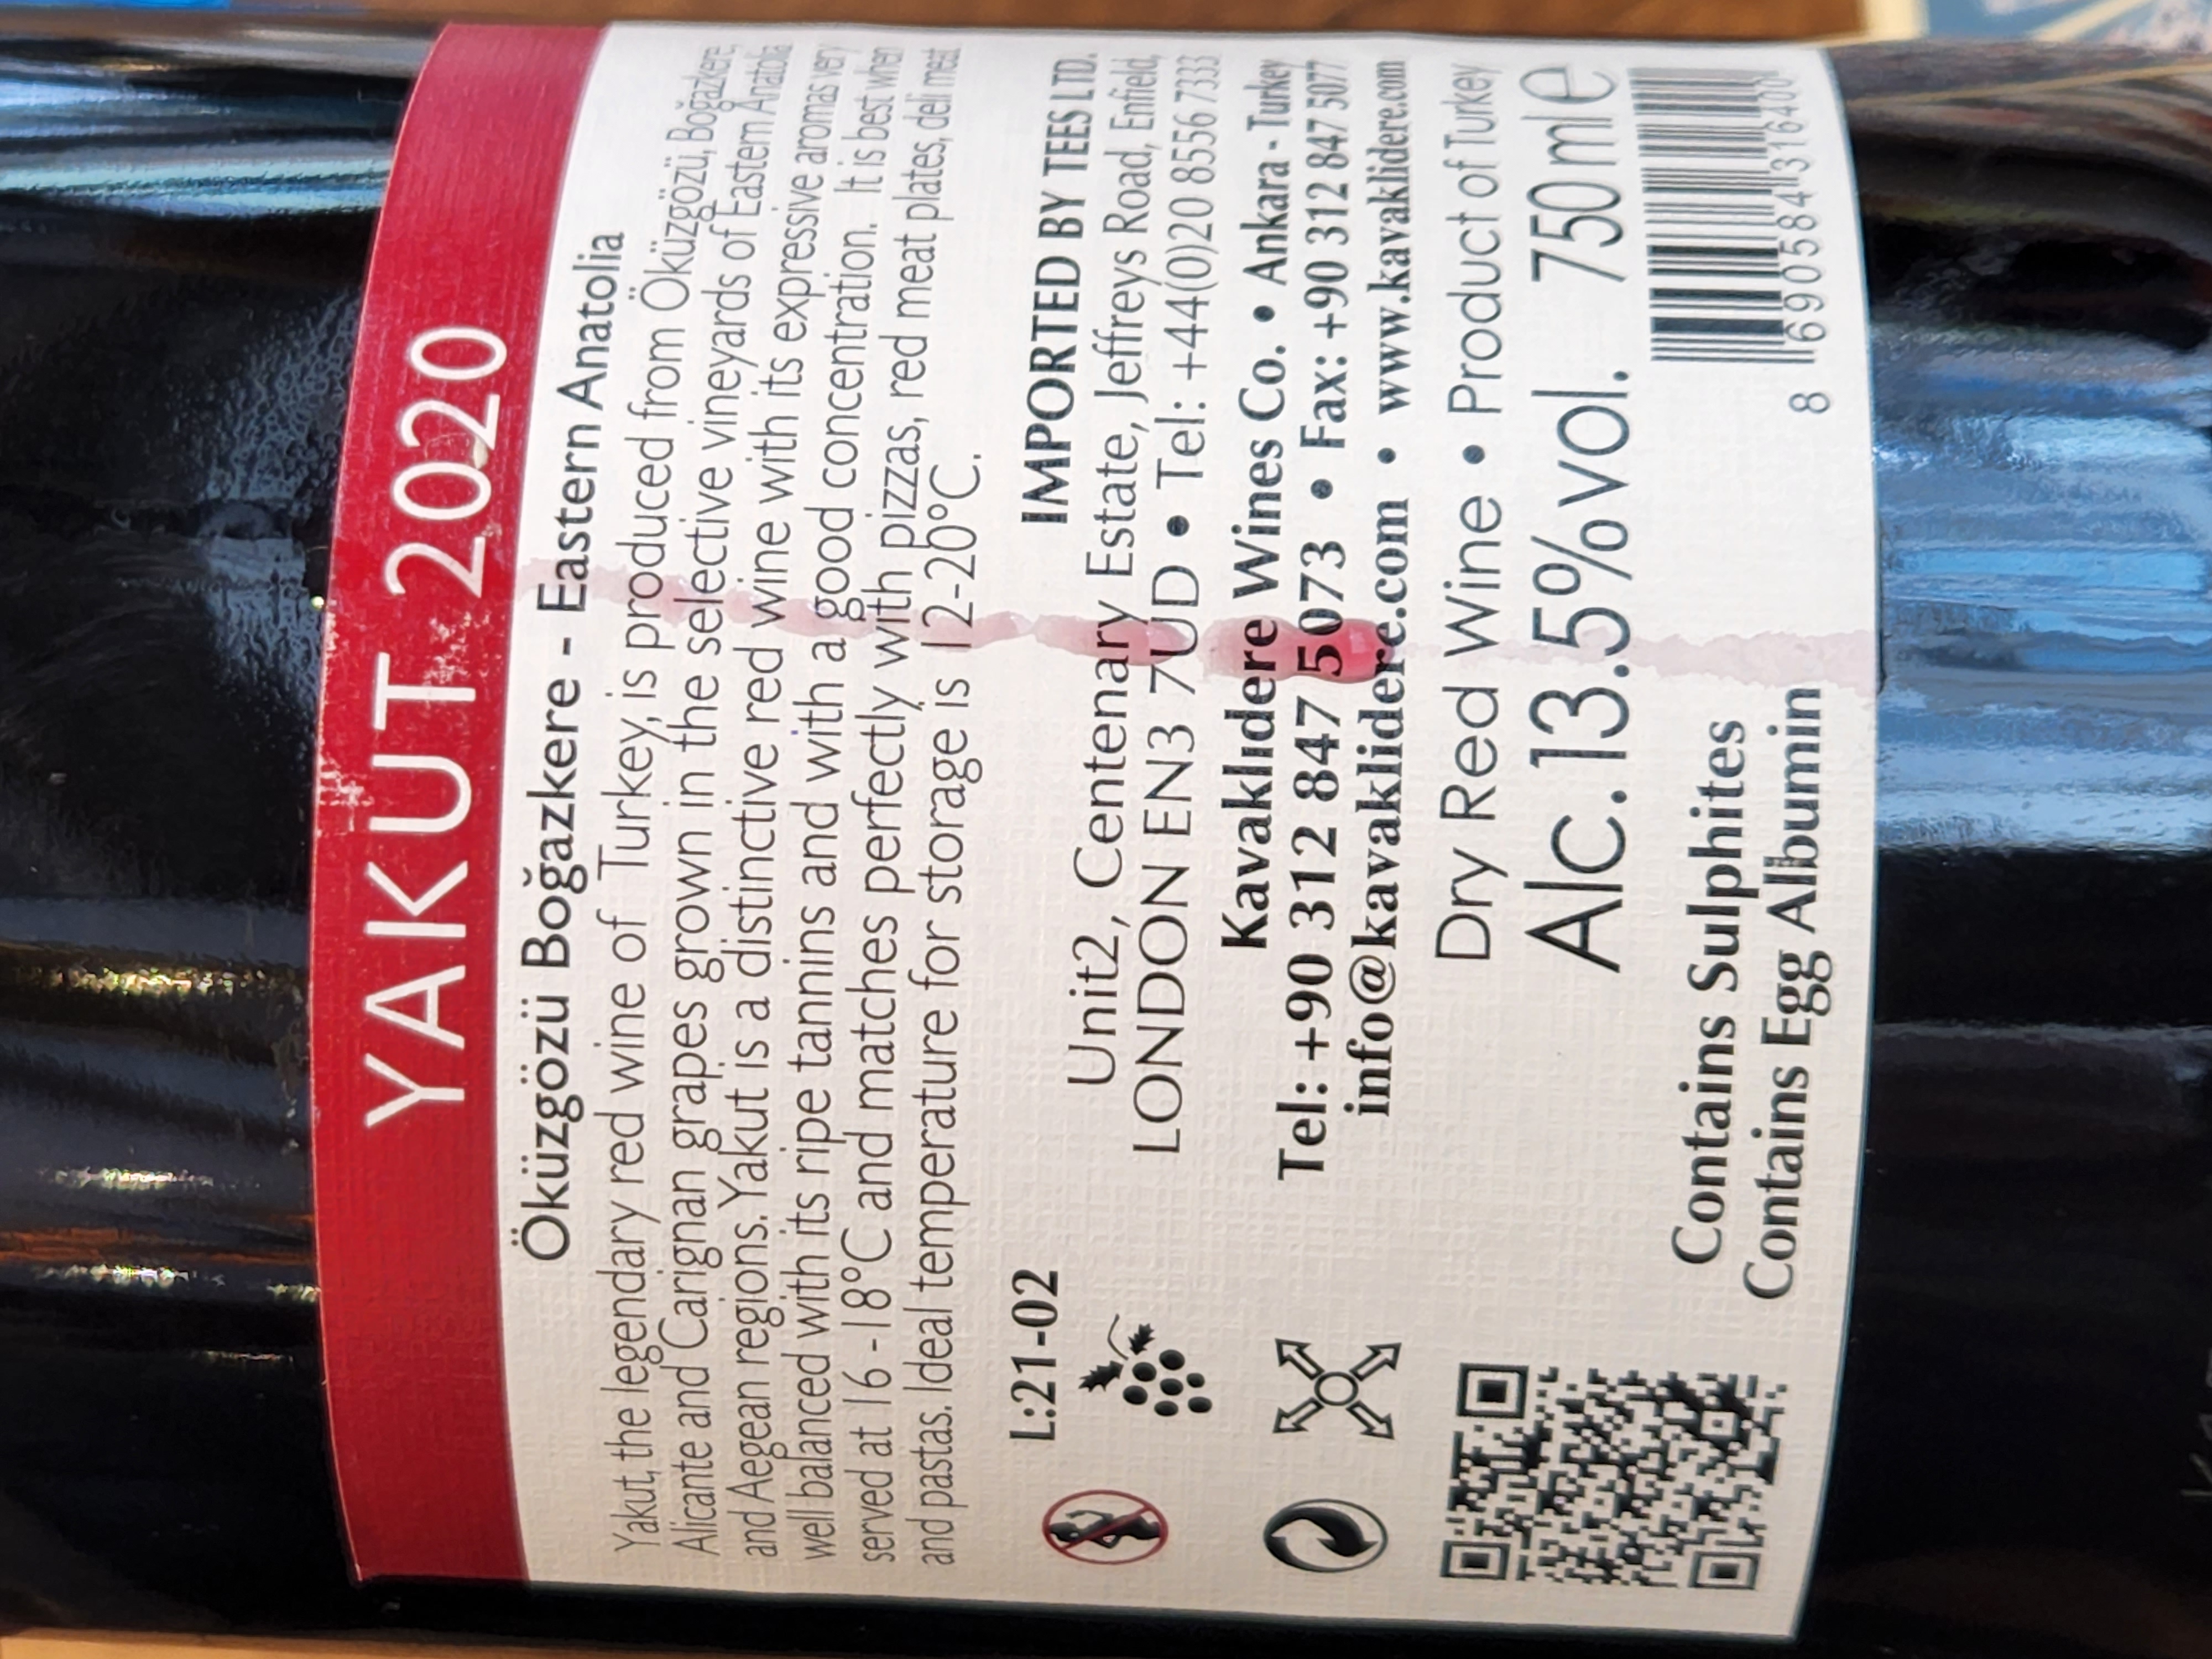 YAKUT 2020
Öküzgözü Boğazkere - Eastern Anatolia
Yakut, the legendary red wine of Turkey, is produced from Öküzgözü, Boğazkere,
Alicante and Carignan grapes grown in the selective vineyards of Eastern Anatolia
and Aegean regions. Yakut is a distinctive red wine with its expressive aromas very
well balanced with its ripe tannins and with a good concentration. It is best when
served at 16 -18°C and matches perfectly with pizzas, red meat plates, deli meat
and pastas. Ideal temperature for storage is 12-20°C.
L:21-02
IMPORTED BY TEES LTD.
Unit2, Centenary Estate, Jeffreys Road, Enfield,
LONDON EN3 7UD • Tel: +44(0)20 8556 7333
Kavaklıdere Wines Co. • Ankara - Turkey
Tel: +90 312 847 5073 • Fax: +90 312 847 5077
info@kavaklidere.com • www.kavaklidere.com
Dry Red Wine • Product of Turkey
Alc. 13.5%vol. 750 ml e
Contains Sulphites
Contains Egg Albumin
8 690584 316400